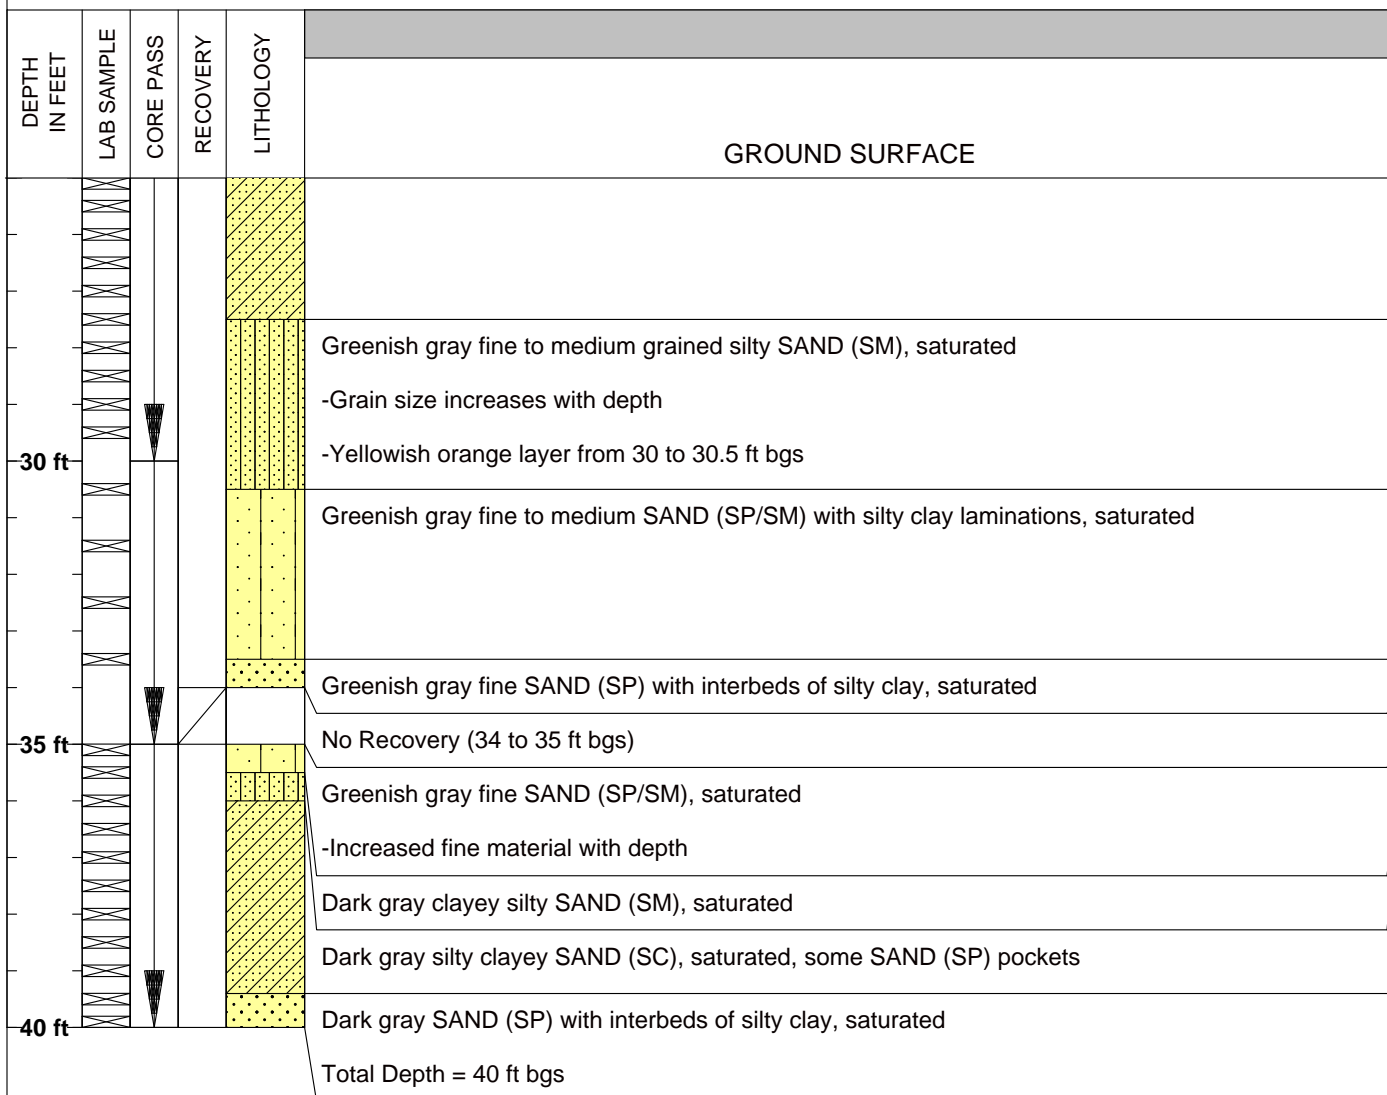 DEPTH
IN FEET
LAB SAMPLE
CORE PASS
RECOVERY
LITHOLOGY
GROUND SURFACE
Greenish gray fine to medium grained silty SAND (SM), saturated
-Grain size increases with depth
-Yellowish orange layer from 30 to 30.5 ft bgs
30 ft
Greenish gray fine to medium SAND (SP/SM) with silty clay laminations, saturated
Greenish gray fine SAND (SP) with interbeds of silty clay, saturated
No Recovery (34 to 35 ft bgs)
35 ft
Greenish gray fine SAND (SP/SM), saturated
-Increased fine material with depth
Dark gray clayey silty SAND (SM), saturated
Dark gray silty clayey SAND (SC), saturated, some SAND (SP) pockets
Dark gray SAND (SP) with interbeds of silty clay, saturated
40 ft
Total Depth = 40 ft bgs